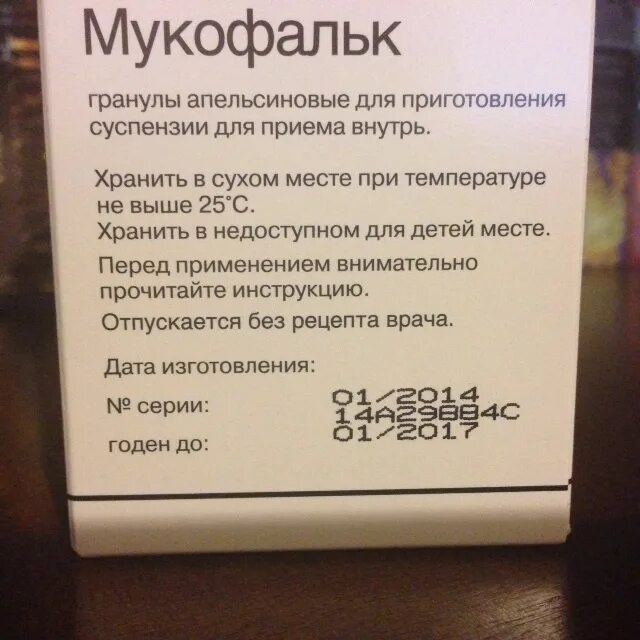 Мукофальк
гранулы апельсиновые для приготовления
суспензии для приема внутрь.
Хранить в сухом месте при температуре
не выше 25°C.
Хранить в недоступном для детей месте.
Перед применением внимательно
прочитайте инструкцию.
Отпускается без рецепта врача.
Дата изготовления: 01/2014
№ серии: 14A29884C
годен до: 01/2017